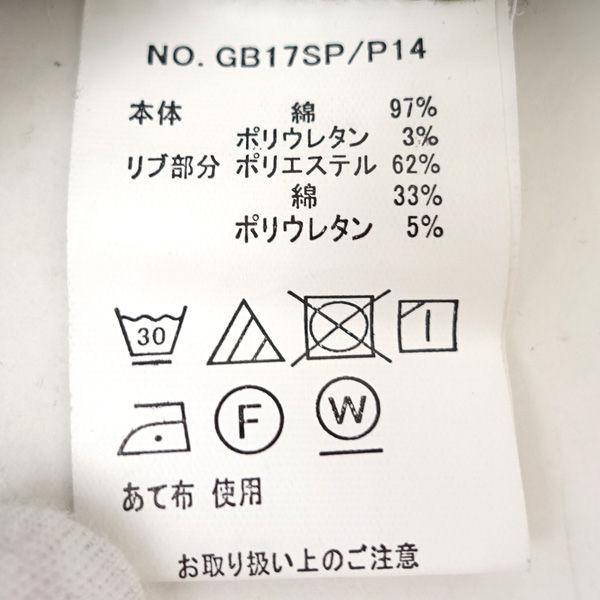 NO. GB17SP/P14
本体 綿 97%
ポリウレタン 3%
リブ部分 ポリエステル 62%
綿 33%
ポリウレタン 5%
30
F W
あて布 使用
お取り扱い上のご注意